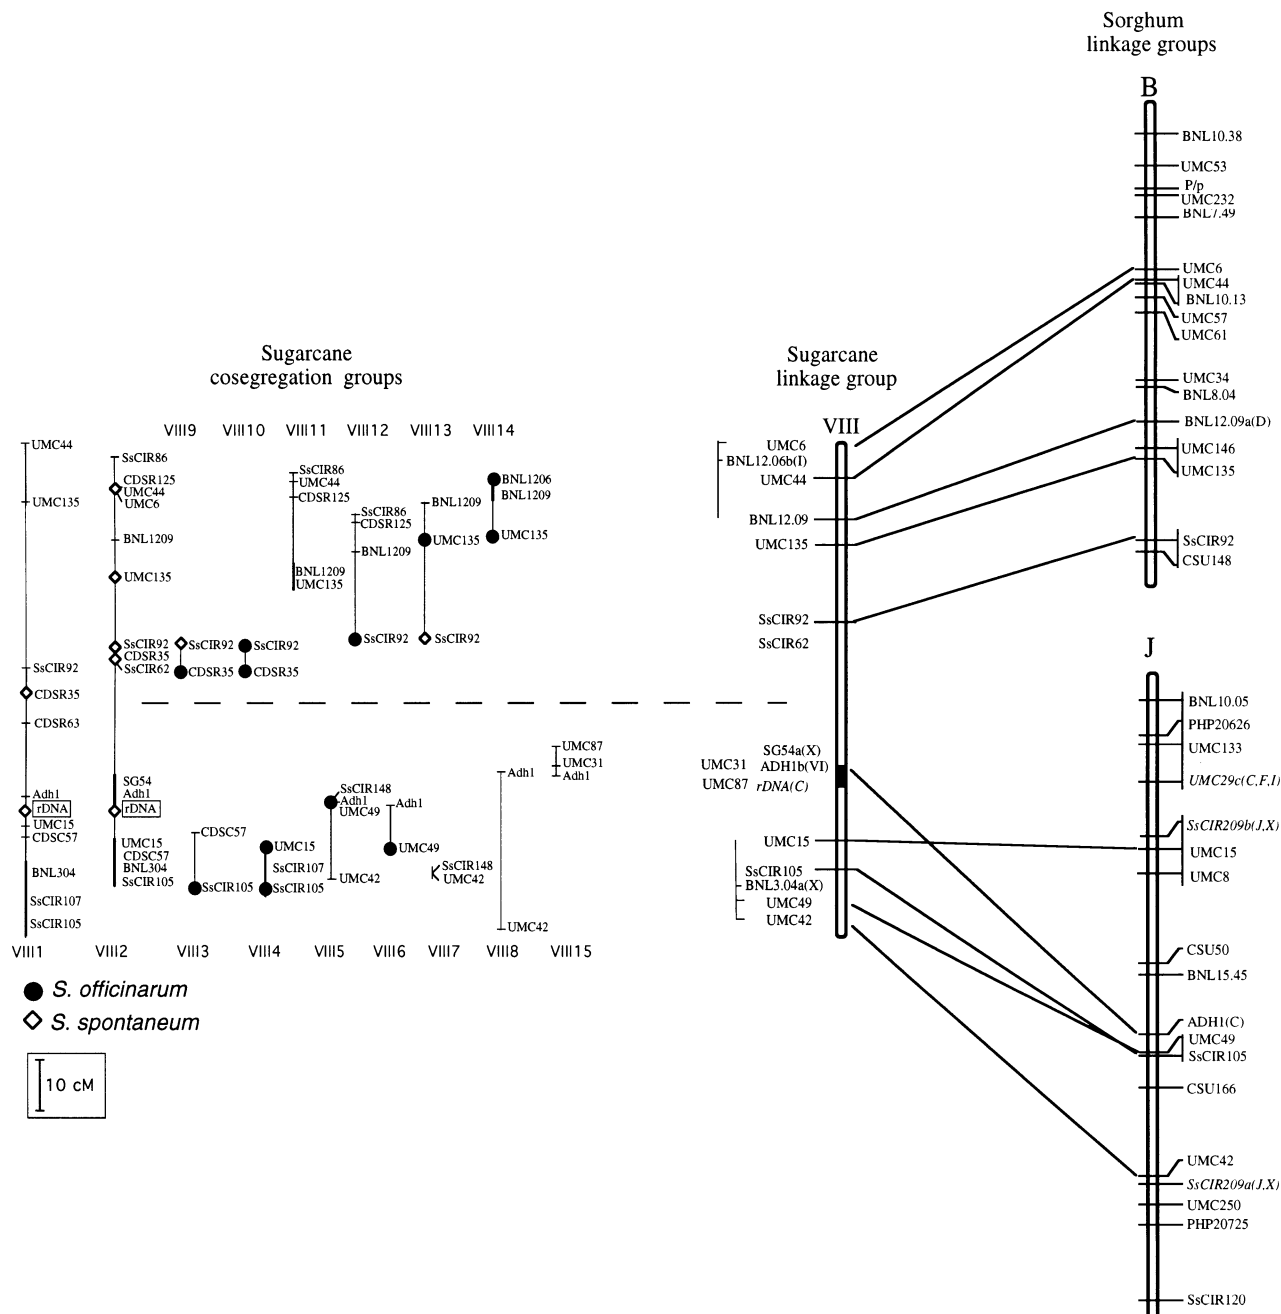 Sorghum
linkage groups
B
BNL10.38
UMC53
P/p
UMC232
BNL7.49
UMC6
UMC44
BNL10.13
UMC57
UMC61
UMC34
BNL8.04
BNL12.09a(D)
UMC146
UMC135
SsCIR92
CSU148
J
BNL10.05
PHP20626
UMC133
UMC29c(C,F,I)
SsCIR209b(J,X)
UMC15
UMC8
CSU50
BNL15.45
ADH1(C)
UMC49
SsCIR105
CSU166
UMC42
SsCIR209a(J,X)
UMC250
PHP20725
SsCIR120
Sugarcane
linkage group
VIII
UMC6
BNL12.06b(I)
UMC44
BNL12.09
UMC135
SsCIR92
SsCIR62
SG54a(X)
UMC31 ADH1b(VI)
UMC87 rDNA(C)
UMC15
SsCIR105
BNL3.04a(X)
UMC49
UMC42
Sugarcane
cosegregation groups
VIII9 VIII10 VIII11 VIII12 VIII13 VIII14
UMC44
UMC135
SsCIR92
CDSR35
CDSR63
Adh1
rDNA
UMC15
CDSC57
BNL304
SsCIR107
SsCIR105
SsCIR86
CDSR125
UMC44
UMC6
BNL1209
UMC135
SsCIR92
CDSR35
SsCIR62
SG54
Adh1
rDNA
UMC15
CDSC57
BNL304
SsCIR105
SsCIR92
CDSR35
SsCIR92
CDSR35
SsCIR86
UMC44
CDSR125
BNL1209
UMC135
SsCIR86
CDSR125
BNL1209
SsCIR92
BNL1209
UMC135
SsCIR92
BNL1206
BNL1209
UMC135
CDSC57
SsCIR105
UMC15
SsCIR107
SsCIR105
SsCIR148
Adh1
UMC49
UMC42
Adh1
UMC49
SsCIR148
UMC42
Adh1
UMC42
UMC87
UMC31
Adh1
VIII1 VIII2 VIII3 VIII4 VIII5 VIII6 VIII7 VIII8 VIII15
S. officinarum
S. spontaneum
10 cM